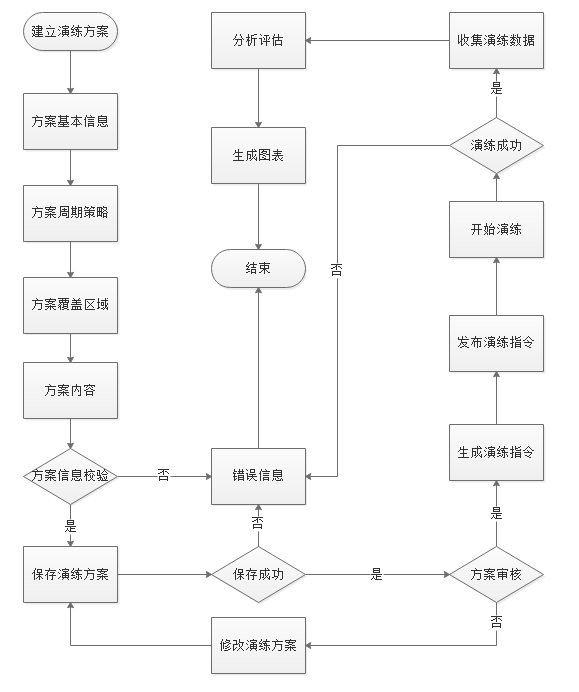 建立演练方案
方案基本信息
方案周期策略
方案覆盖区域
方案内容
方案信息校验
否
是
保存演练方案
保存成功
否
是
错误信息
方案审核
否
修改演练方案
是
生成演练指令
发布演练指令
开始演练
演练成功
否
是
收集演练数据
分析评估
生成图表
结束